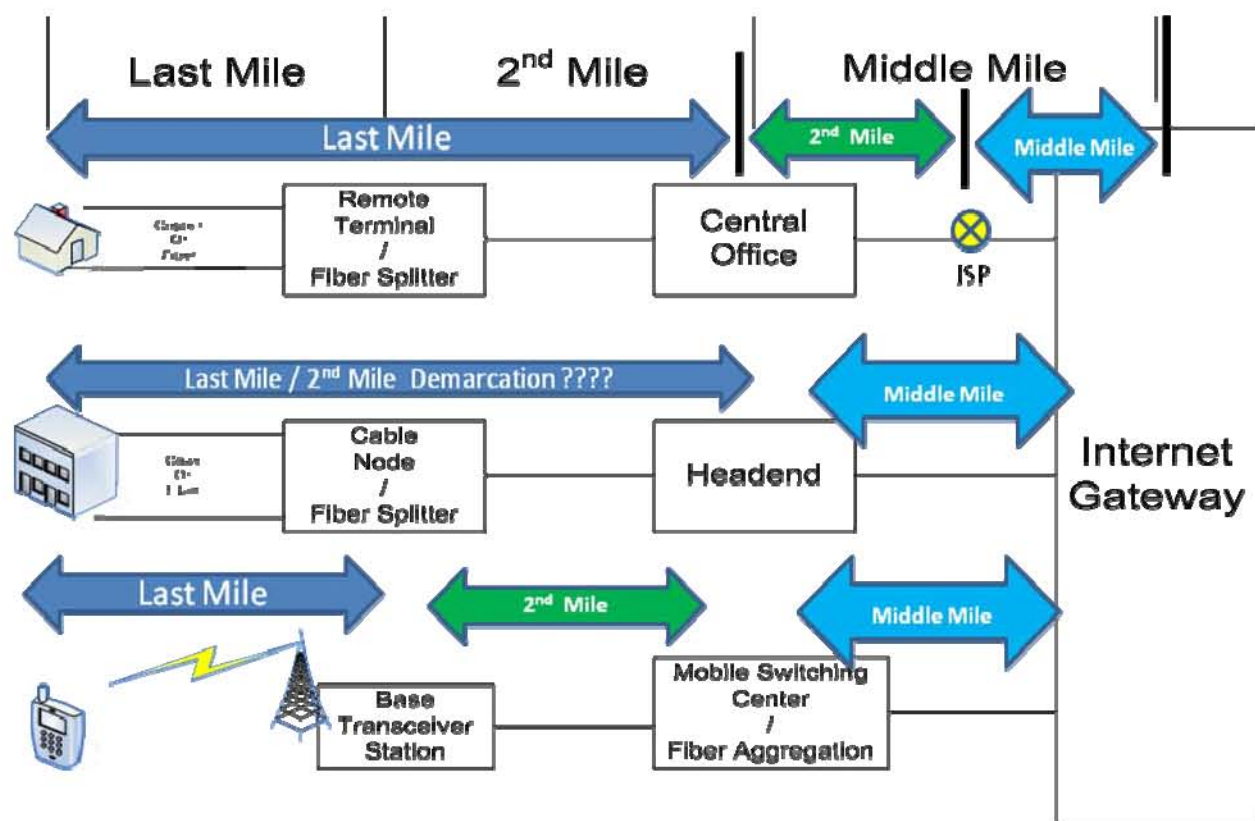 Last Mile
2nd Mile
Middle Mile
Last Mile
2nd Mile
Middle Mile
Remote
Terminal
/
Fiber Splitter
Central
Office
ISP
Last Mile / 2nd Mile Demarcation ????
Middle Mile
Cable
Node
/
Fiber Splitter
Headend
Internet
Gateway
Last Mile
2nd Mile
Middle Mile
Base
Transceiver
Station
Mobile Switching
Center
/
Fiber Aggregation